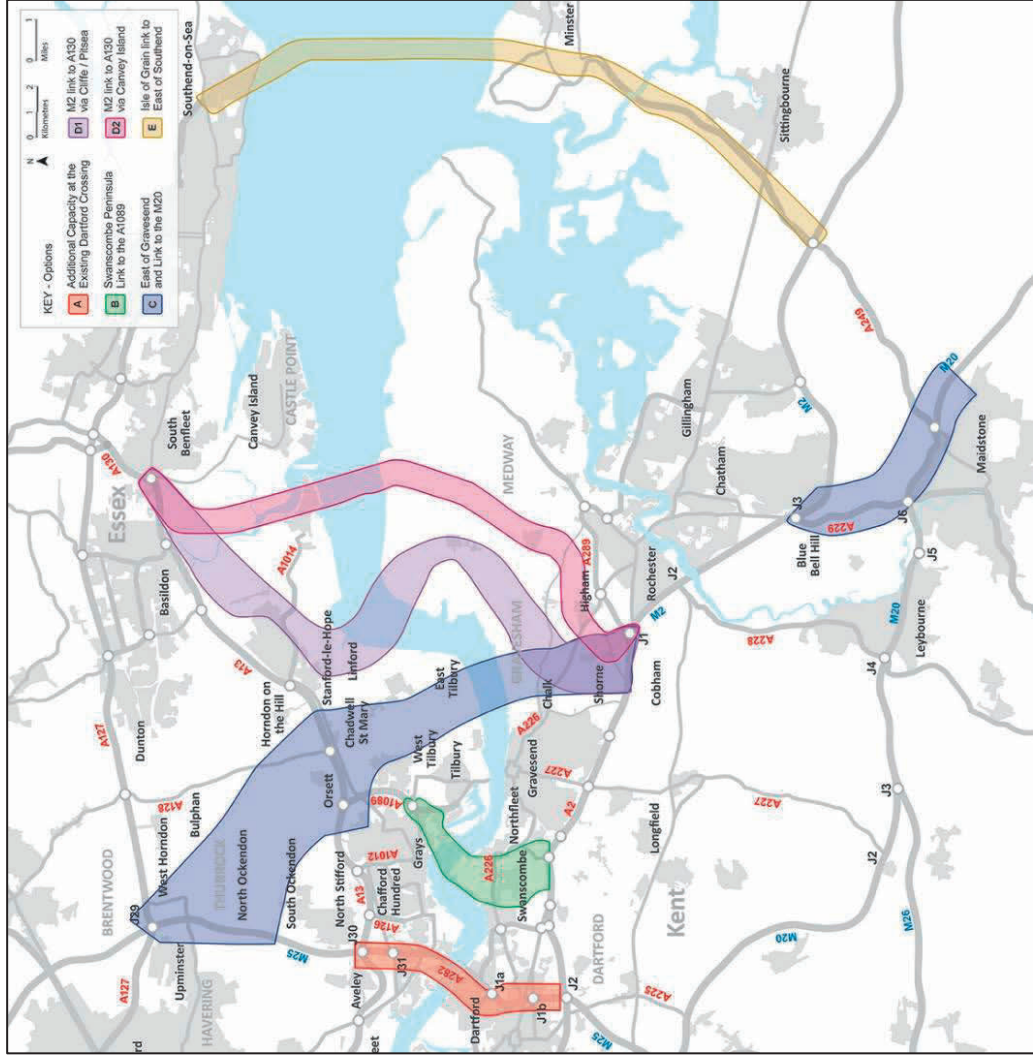 KEY - Options
N
0 1 2
Kilometres
0 1
Miles
A
Additional Capacity at the
Existing Dartford Crossing
B
Swanscombe Peninsula
Link to the A1089
C
East of Gravesend
and Link to the M20
D1
M2 link to A130
via Cliffe / Pitsea
D2
M2 link to A130
via Canvey Island
E
Isle of Grain link to
East of Southend
BRENTWOOD
J29
A127
Upminster
HAVERING
West Horndon
A128
Bulphan
THURROCK
North Ockendon
South Ockendon
M25
Dunton
A127
Horndon on
the Hill
A13
Basildon
Essex
A130
South
Benfleet
Canvey Island
CASTLE POINT
Southend-on-Sea
A1014
Stanford-le-Hope
Linford
Orsett
Chadwell
St Mary
East
Tilbury
West
Tilbury
Tilbury
A1089
Grays
A1012
North Stifford
A13
Chafford
Hundred
A126
J30
Aveley
J31
A282
Dartford
J1a
J1b
J2
M25
DARTFORD
A225
Swanscombe
A226
Northfleet
Gravesend
A226
A227
A2
GRAVESHAM
Chalk
Shorne
Higham
A289
MEDWAY
J1
M2
Cobham
Rochester
J2
Chatham
Gillingham
M2
Minster
Sittingbourne
A249
Kent
Longfield
A227
A228
Blue
Bell Hill
J3
A229
J6
J5
M20
Leybourne
J4
Maidstone
M20
J3
J2
M20
M26
rd
eet